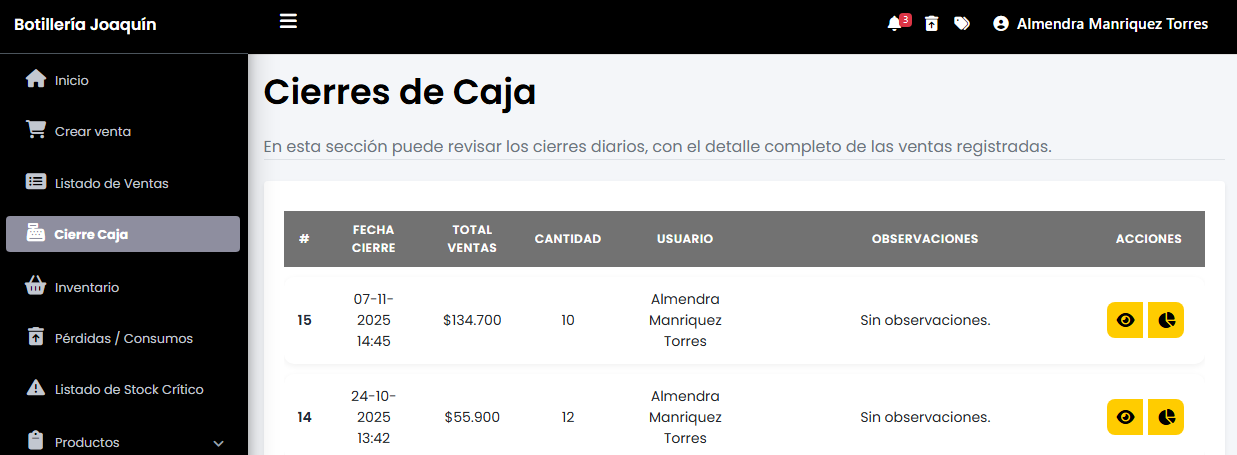 Botillería Joaquín
3
Almendra Manriquez Torres
Inicio
Crear venta
Listado de Ventas
Cierre Caja
Inventario
Pérdidas / Consumos
Listado de Stock Crítico
Productos
Cierres de Caja
En esta sección puede revisar los cierres diarios, con el detalle completo de las ventas registradas.
# FECHA CIERRE TOTAL VENTAS CANTIDAD USUARIO OBSERVACIONES ACCIONES
15 07-11-2025 14:45 $134.700 10 Almendra Manriquez Torres Sin observaciones.
14 24-10-2025 13:42 $55.900 12 Almendra Manriquez Torres Sin observaciones.